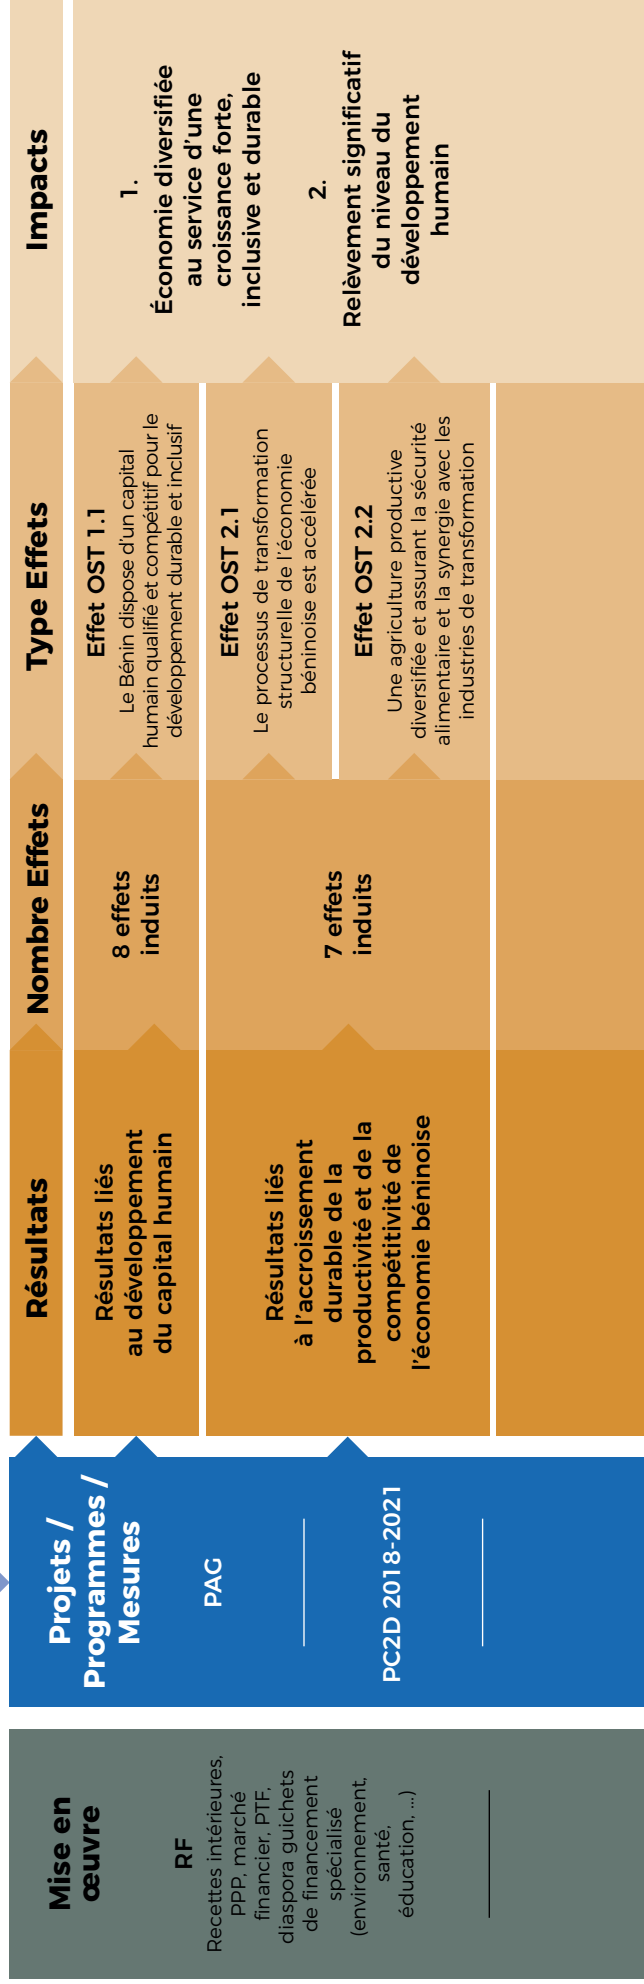 Mise en
œuvre
RF
Recettes intérieures,
PPP, marché
financier, PTF,
diaspora guichets
de financement
spécialisé
(environnement,
santé,
éducation, ...)
Projets /
Programmes /
Mesures
PAG
PC2D 2018-2021
Résultats
Résultats liés
au développement
du capital humain
Résultats liés
à l'accroissement
durable de la
productivité et de la
compétitivité de
l'économie béninoise
Nombre Effets
8 effets
induits
7 effets
induits
Type Effets
Effet OST 1.1
Le Bénin dispose d'un capital
humain qualifié et compétitif pour le
développement durable et inclusif
Effet OST 2.1
Le processus de transformation
structurelle de l'économie
béninoise est accélérée
Effet OST 2.2
Une agriculture productive
diversifiée et assurant la sécurité
alimentaire et la synergie avec les
industries de transformation
Impacts
1.
Économie diversifiée
au service d'une
croissance forte,
inclusive et durable
2.
Relèvement significatif
du niveau du
développement
humain